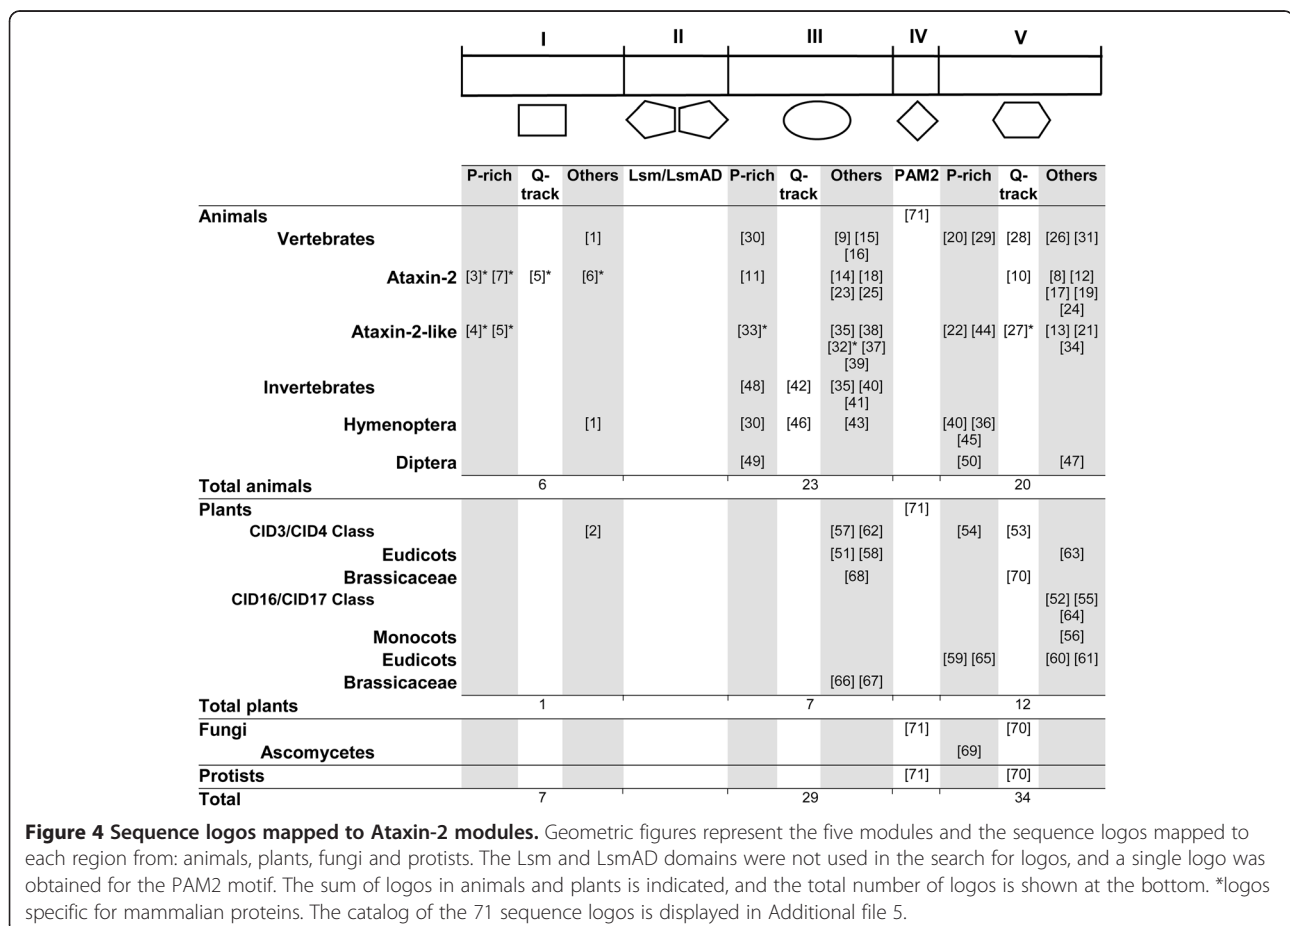 I II III IV V
P-rich Q-track Others Lsm/LsmAD P-rich Q-track Others PAM2 P-rich Q-track Others
Animals [71]
Vertebrates [1] [30] [9] [15] [16] [20] [29] [28] [26] [31]
Ataxin-2 [3]* [7]* [5]* [6]* [11] [14] [18] [23] [25] [10] [8] [12] [17] [19] [24]
Ataxin-2-like [4]* [5]* [33]* [35] [38] [32]* [37] [39] [22] [44] [27]* [13] [21] [34]
Invertebrates [48] [42] [35] [40] [41]
Hymenoptera [1] [30] [46] [43] [40] [36] [45]
Diptera [49] [50] [47]
Total animals 6 23 20
Plants [71]
CID3/CID4 Class [2] [57] [62] [54] [53]
Eudicots [51] [58] [63]
Brassicaceae [68] [70]
CID16/CID17 Class [52] [55] [64]
Monocots [56]
Eudicots [59] [65] [60] [61]
Brassicaceae [66] [67]
Total plants 1 7 12
Fungi [71] [70]
Ascomycetes [69]
Protists [71] [70]
Total 7 29 34
Figure 4 Sequence logos mapped to Ataxin-2 modules. Geometric figures represent the five modules and the sequence logos mapped to
each region from: animals, plants, fungi and protists. The Lsm and LsmAD domains were not used in the search for logos, and a single logo was
obtained for the PAM2 motif. The sum of logos in animals and plants is indicated, and the total number of logos is shown at the bottom. *logos
specific for mammalian proteins. The catalog of the 71 sequence logos is displayed in Additional file 5.